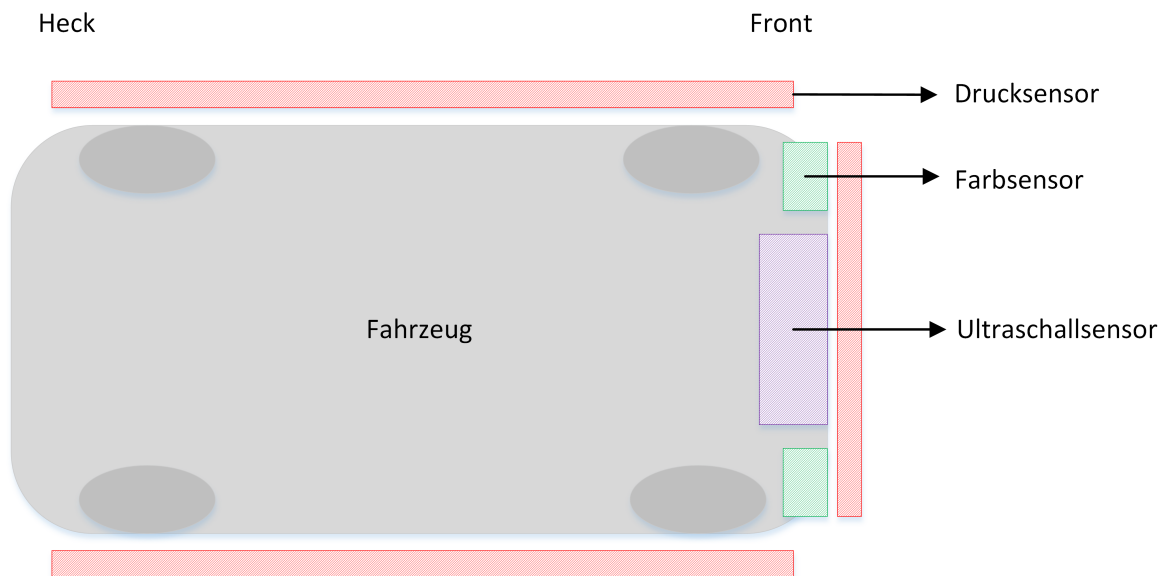 Heck
Front
Drucksensor
Farbsensor
Fahrzeug
Ultraschallsensor